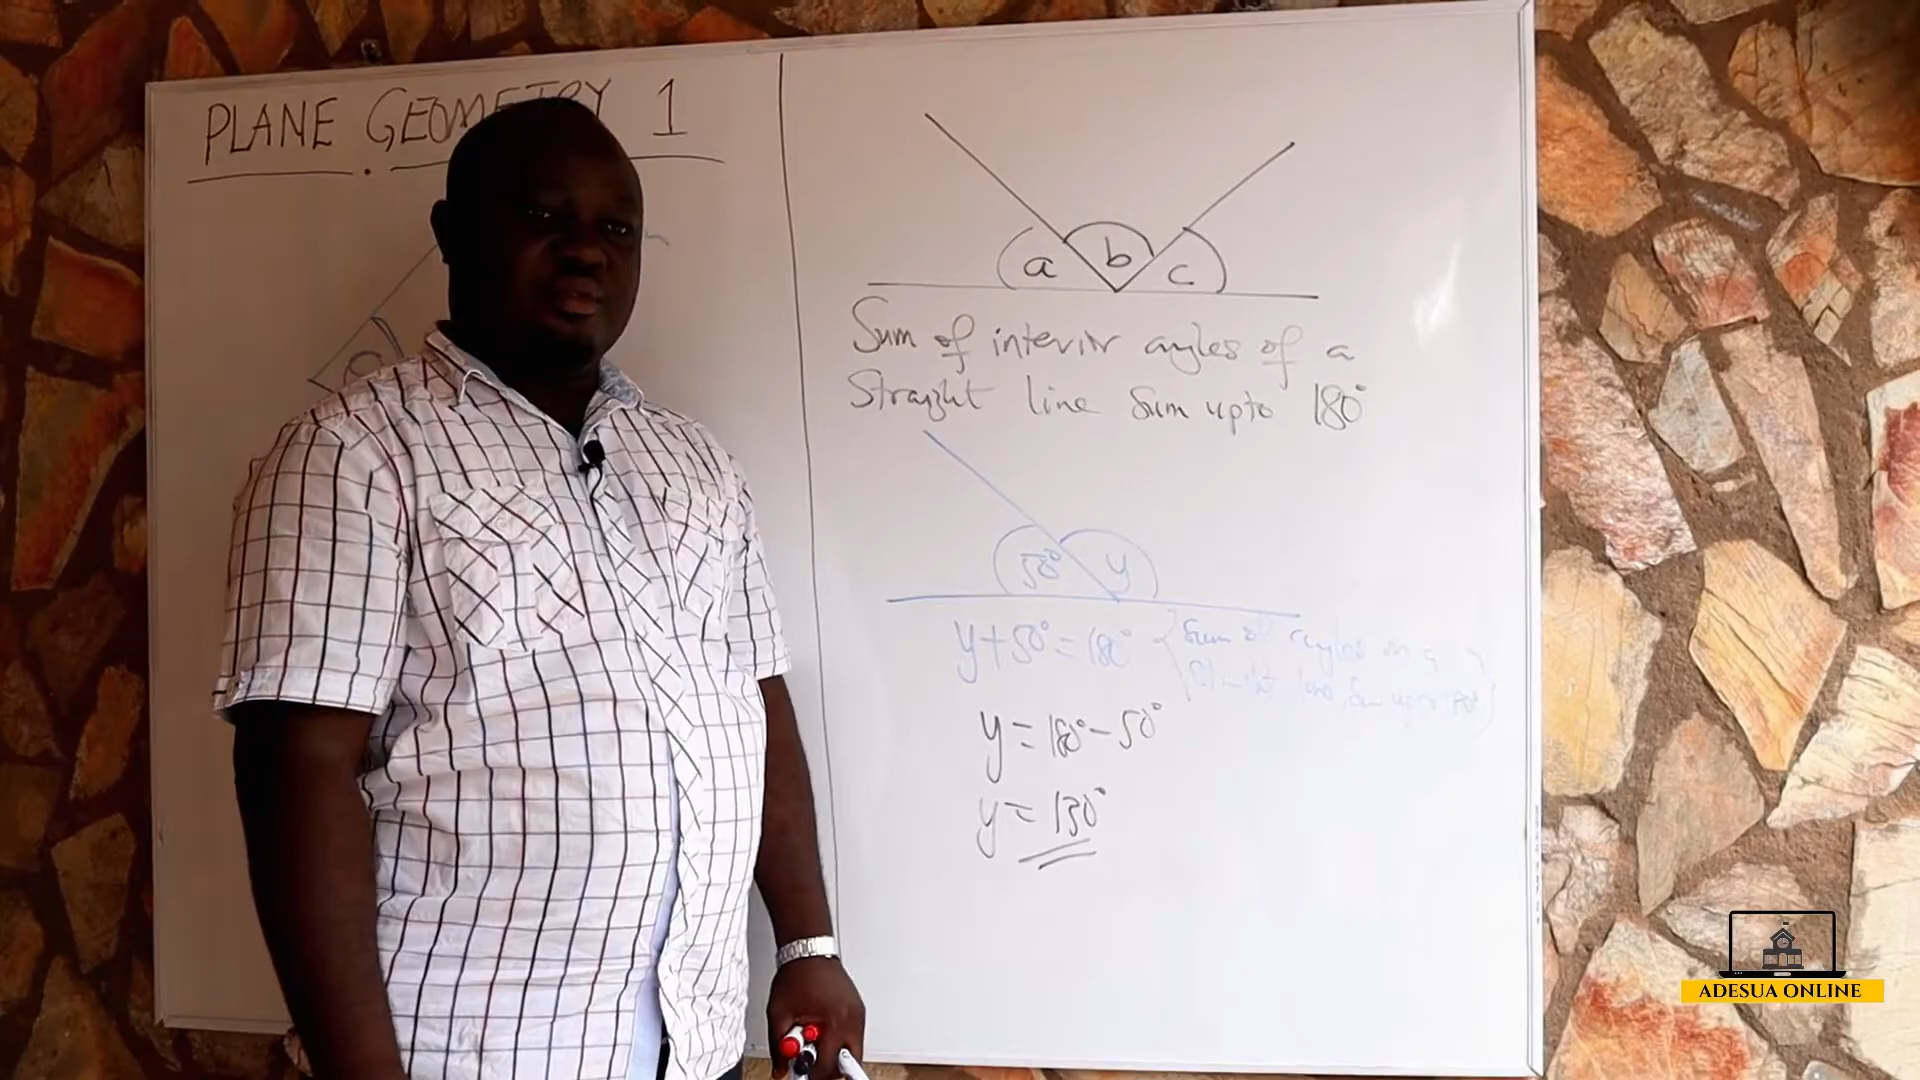 PLANE GEOMETRY 1
a
a b c
Sum of interior angles of a
Straight line Sum upto 180°
50° y
y+50° = 180° {Sum of angles on a
Straight line, Sum upto 180°}
y = 180° - 50°
y = 130°
ADESUA ONLINE